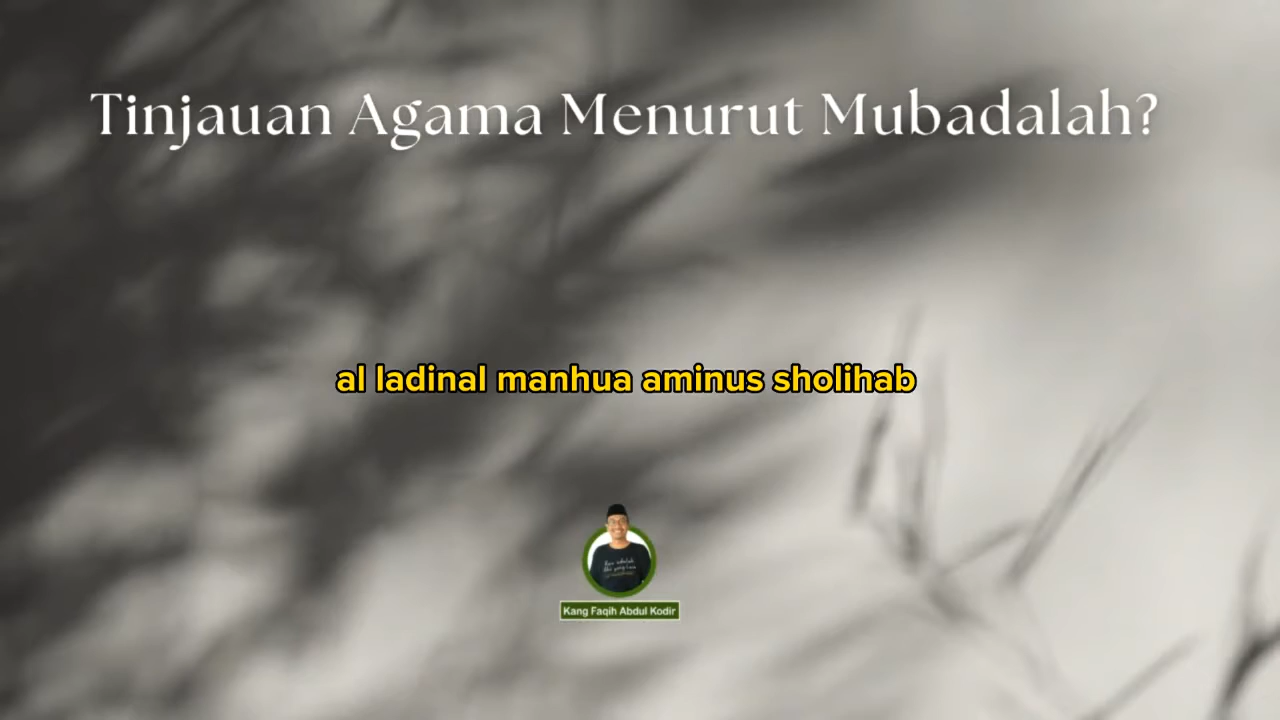 Tinjauan Agama Menurut Mubadalah?
al ladinal manhua aminus sholihab
Kang Faqih Abdul Kodir